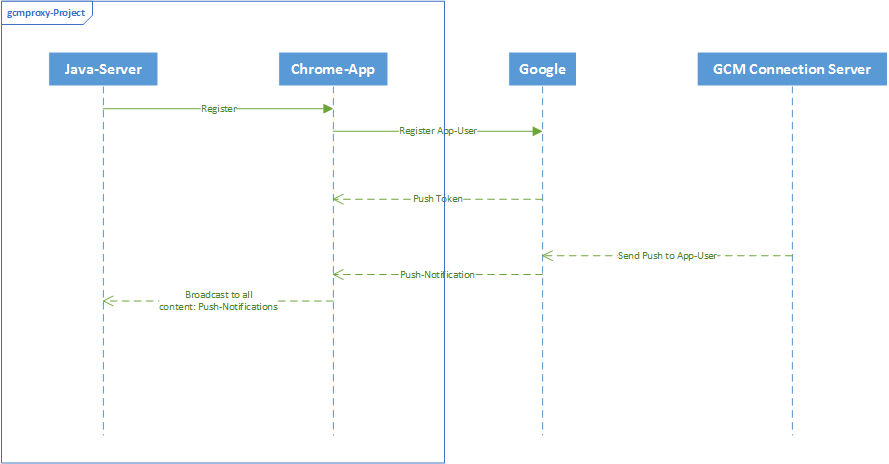 gcmproxy-Project
Java-Server
Chrome-App
Google
GCM Connection Server
Register
Register App-User
Push Token
Send Push to App-User
Push-Notification
Broadcast to all
content: Push-Notifications